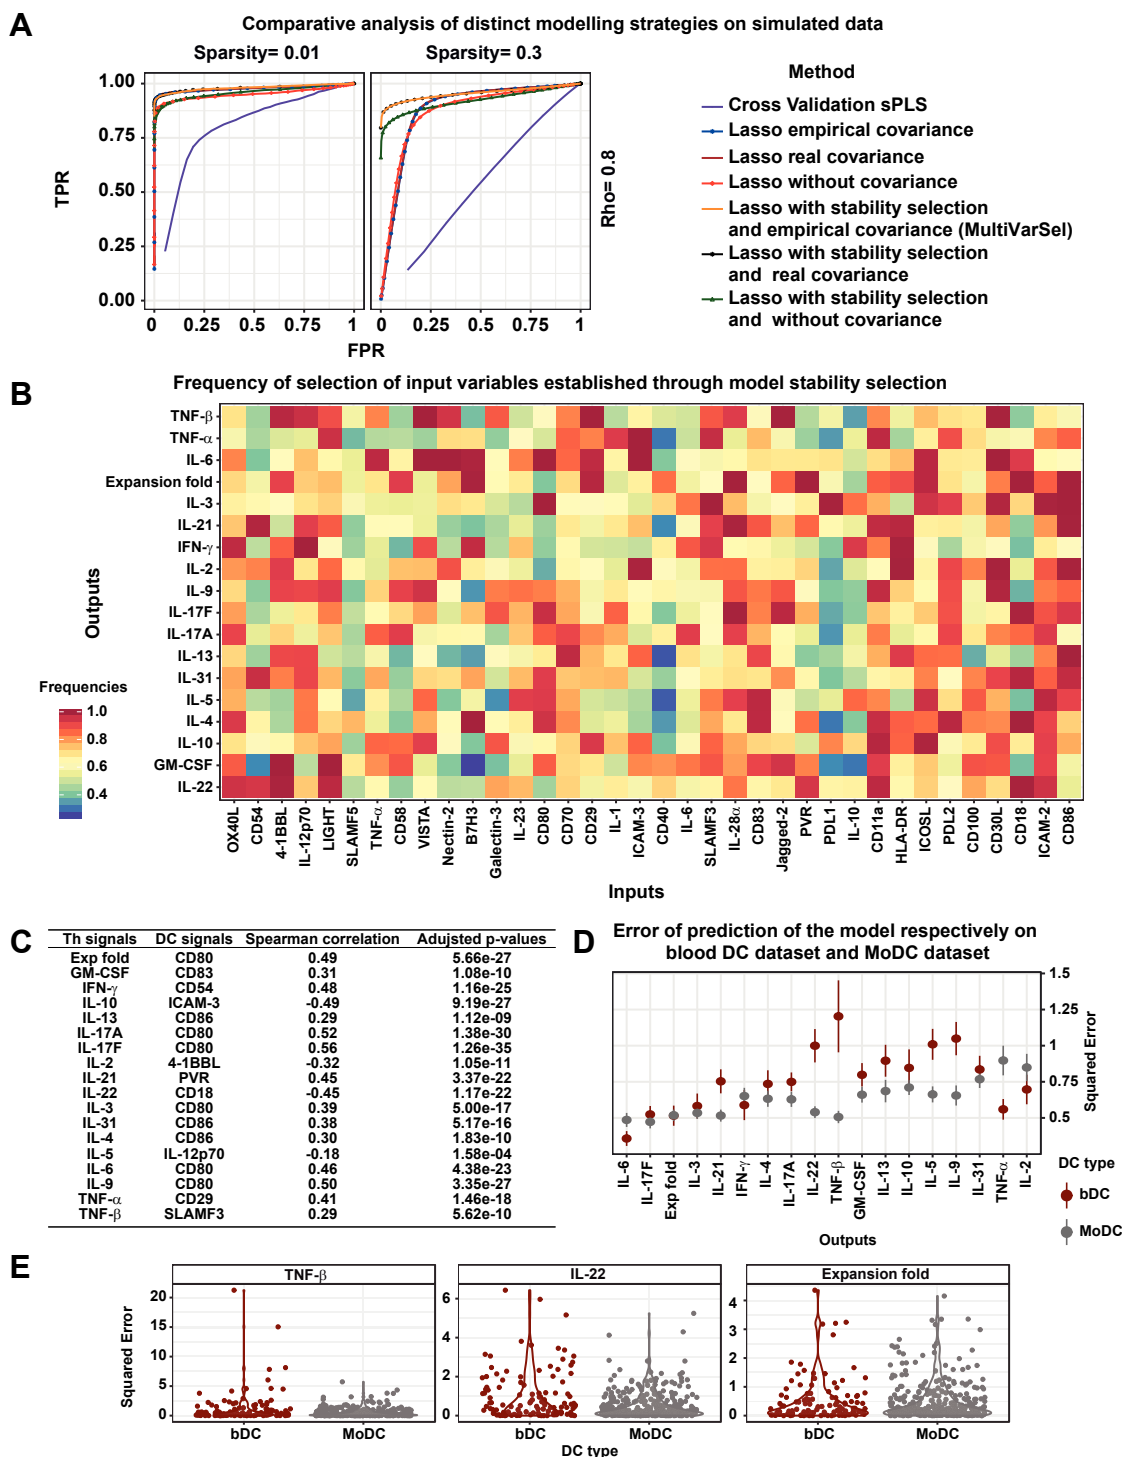 A
Comparative analysis of distinct modelling strategies on simulated data
Sparsity= 0.01
Sparsity= 0.3
Method
1.00
0.75
0.50
0.25
0.00
TPR
0
0.25
0.75
1
0
0.25
0.75
1
FPR
Rho= 0.8
Cross Validation sPLS
Lasso empirical covariance
Lasso real covariance
Lasso without covariance
Lasso with stability selection
and empirical covariance (MultiVarSel)
Lasso with stability selection
and real covariance
Lasso with stability selection
and without covariance
B
Frequency of selection of input variables established through model stability selection
TNF-β
TNF-α
IL-6
Expansion fold
IL-3
IL-21
IFN-γ
IL-2
IL-9
IL-17F
IL-17A
IL-13
IL-31
IL-5
IL-4
IL-10
GM-CSF
IL-22
Outputs
Frequencies
1.0
0.8
0.6
0.4
OX40L
CD54
4-1BBL
IL-12p70
LIGHT
SLAMF5
TNF-α
CD58
VISTA
Nectin-2
B7H3
Galectin-3
IL-23
CD80
CD70
CD29
IL-1
ICAM-3
CD40
IL-6
SLAMF3
IL-28α
CD83
Jagged-2
PVR
PDL1
IL-10
CD11a
HLA-DR
ICOSL
PDL2
CD100
CD30L
CD18
ICAM-2
CD86
Inputs
C
Th signals DC signals Spearman correlation Adujsted p-values
Exp fold CD80 0.49 5.66e-27
GM-CSF CD83 0.31 1.08e-10
IFN-γ CD54 0.48 1.16e-25
IL-10 ICAM-3 -0.49 9.19e-27
IL-13 CD86 0.29 1.12e-09
IL-17A CD80 0.52 1.38e-30
IL-17F CD80 0.56 1.26e-35
IL-2 4-1BBL -0.32 1.05e-11
IL-21 PVR 0.45 3.37e-22
IL-22 CD18 -0.45 1.17e-22
IL-3 CD80 0.39 5.00e-17
IL-31 CD86 0.38 5.17e-16
IL-4 CD86 0.30 1.83e-10
IL-5 IL-12p70 -0.18 1.58e-04
IL-6 CD80 0.46 4.38e-23
IL-9 CD80 0.50 3.35e-27
TNF-α CD29 0.41 1.46e-18
TNF-β SLAMF3 0.29 5.62e-10
D
Error of prediction of the model respectively on
blood DC dataset and MoDC dataset
1.5
1.25
1
0.75
0.5
Squared Error
IL-6
IL-17F
Exp fold
IL-3
IL-21
IFN-γ
IL-4
IL-17A
IL-22
TNF-β
GM-CSF
IL-13
IL-10
IL-5
IL-9
IL-31
TNF-α
IL-2
Outputs
DC type
bDC
MoDC
E
TNF-β
IL-22
Expansion fold
Squared Error
20
15
10
5
0
6
4
2
0
4
3
2
1
0
bDC
MoDC
bDC
MoDC
bDC
MoDC
DC type